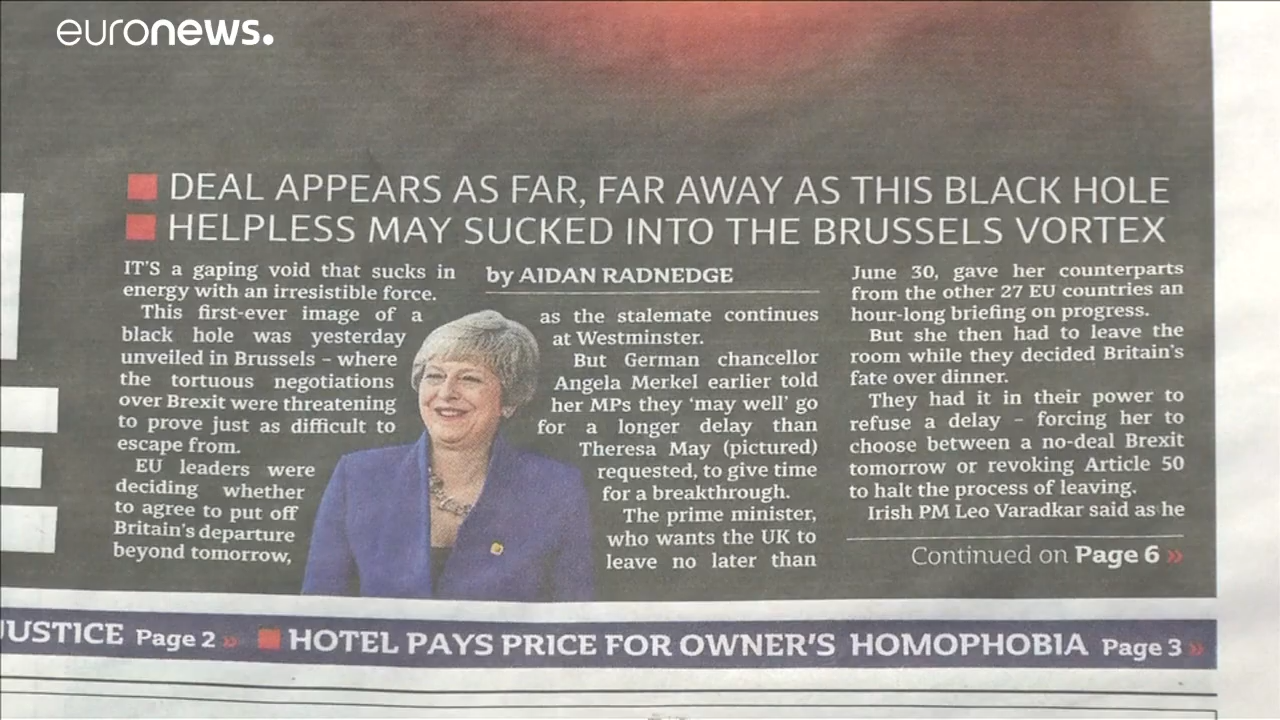 euronews.
DEAL APPEARS AS FAR, FAR AWAY AS THIS BLACK HOLE
HELPLESS MAY SUCKED INTO THE BRUSSELS VORTEX
IT'S a gaping void that sucks in
energy with an irresistible force.
This first-ever image of a
black hole was yesterday
unveiled in Brussels – where
the tortuous negotiations
over Brexit were threatening
to prove just as difficult to
escape from.
EU leaders were
deciding whether
to agree to put off
Britain's departure
beyond tomorrow,
by AIDAN RADNEDGE
as the stalemate continues
at Westminster.
But German chancellor
Angela Merkel earlier told
her MPs they 'may well' go
for a longer delay than
Theresa May (pictured)
requested, to give time
for a breakthrough.
The prime minister,
who wants the UK to
leave no later than
June 30, gave her counterparts
from the other 27 EU countries an
hour-long briefing on progress.
But she then had to leave the
room while they decided Britain's
fate over dinner.
They had it in their power to
refuse a delay – forcing her to
choose between a no-deal Brexit
tomorrow or revoking Article 50
to halt the process of leaving.
Irish PM Leo Varadkar said as he
Continued on Page 6 »
JUSTICE Page 2 » HOTEL PAYS PRICE FOR OWNER'S HOMOPHOBIA Page 3 »